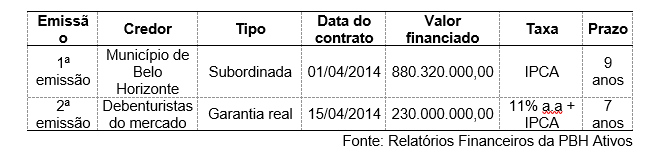 Emissã
o Credor Tipo Data do
contrato Valor
financiado Taxa Prazo
1ª
emissão Município de
Belo
Horizonte Subordinada 01/04/2014 880.320.000,00 IPCA 9
anos
2ª
emissão Debenturistas
do mercado Garantia real 15/04/2014 230.000.000,00 11% a.a +
IPCA 7
anos
Fonte: Relatórios Financeiros da PBH Ativos